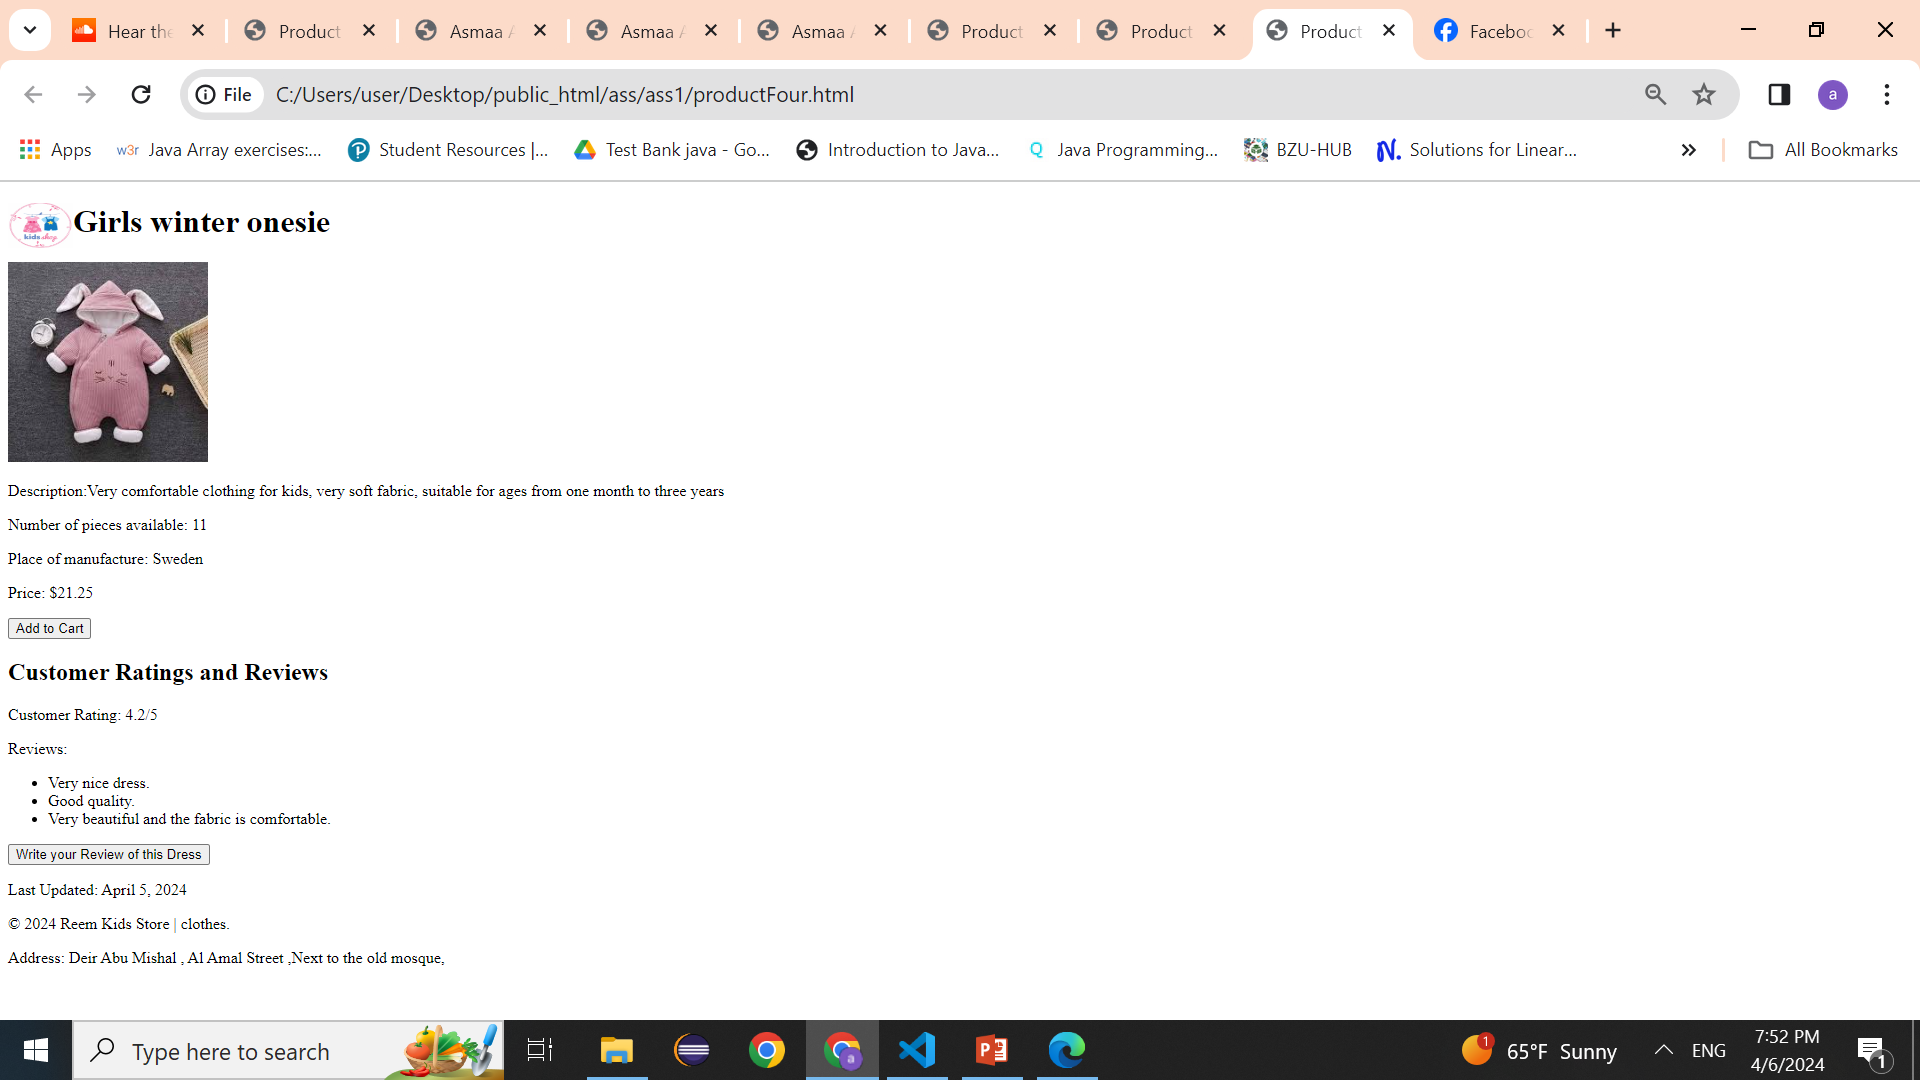 Hear the
Product
Asmaa A
Asmaa A
Asmaa A
Product
Product
Product
Faceboo
File
C:/Users/user/Desktop/public_html/ass/ass1/productFour.html
a
Apps
w3r Java Array exercises:...
Student Resources |...
Test Bank java - Go...
Introduction to Java...
Q Java Programming...
BZU-HUB
N. Solutions for Linear...
»
All Bookmarks
kids shop
Girls winter onesie
Description:Very comfortable clothing for kids, very soft fabric, suitable for ages from one month to three years
Number of pieces available: 11
Place of manufacture: Sweden
Price: $21.25
Add to Cart
Customer Ratings and Reviews
Customer Rating: 4.2/5
Reviews:
• Very nice dress.
• Good quality.
• Very beautiful and the fabric is comfortable.
Write your Review of this Dress
Last Updated: April 5, 2024
© 2024 Reem Kids Store | clothes.
Address: Deir Abu Mishal , Al Amal Street ,Next to the old mosque,
Type here to search
a
P
1
65°F Sunny
ENG
7:52 PM
4/6/2024
1